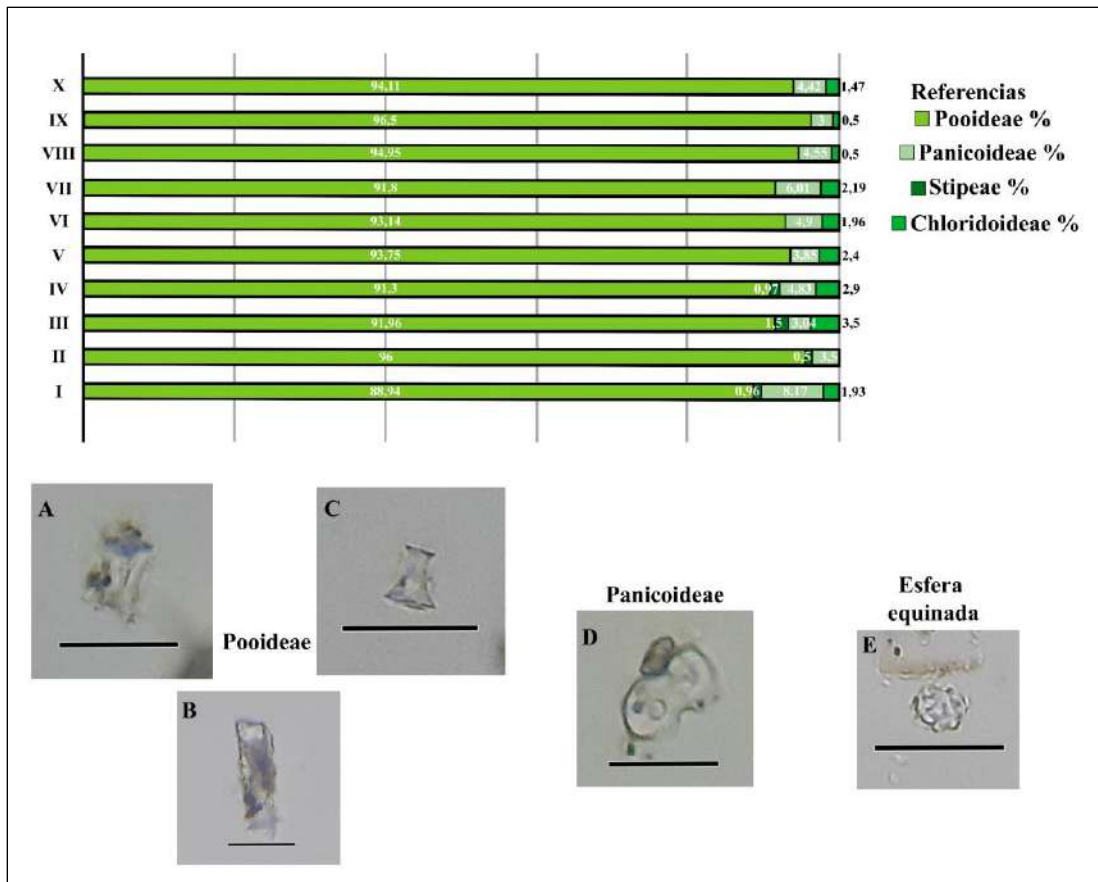 X 94,11 4,42 1,47
IX 96,5 3 0,5
VIII 94,95 4,55 0,5
VII 91,8 6,01 2,19
VI 93,14 4,9 1,96
V 93,75 3,85 2,4
IV 91,3 0,97 4,83 2,9
III 91,96 1,5 3,04 3,5
II 96 0,5 3,5
I 88,94 0,96 8,17 1,93
Referencias
Pooideae %
Panicoideae %
Stipeae %
Chloridoideae %
A
Pooideae
C
B
Panicoideae
D
Esfera
equinada
E